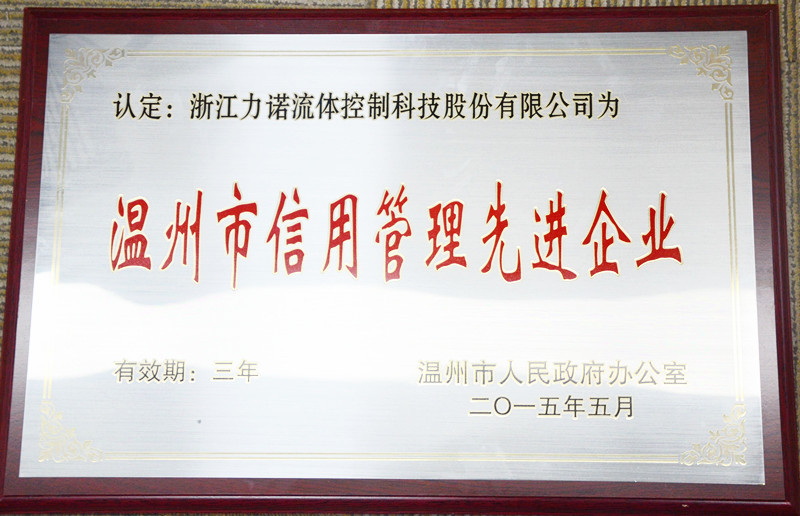 认定：浙江力诺流体控制科技股份有限公司为
温州市信用管理先进企业
有效期：三年
温州市人民政府办公室
二〇一五年五月